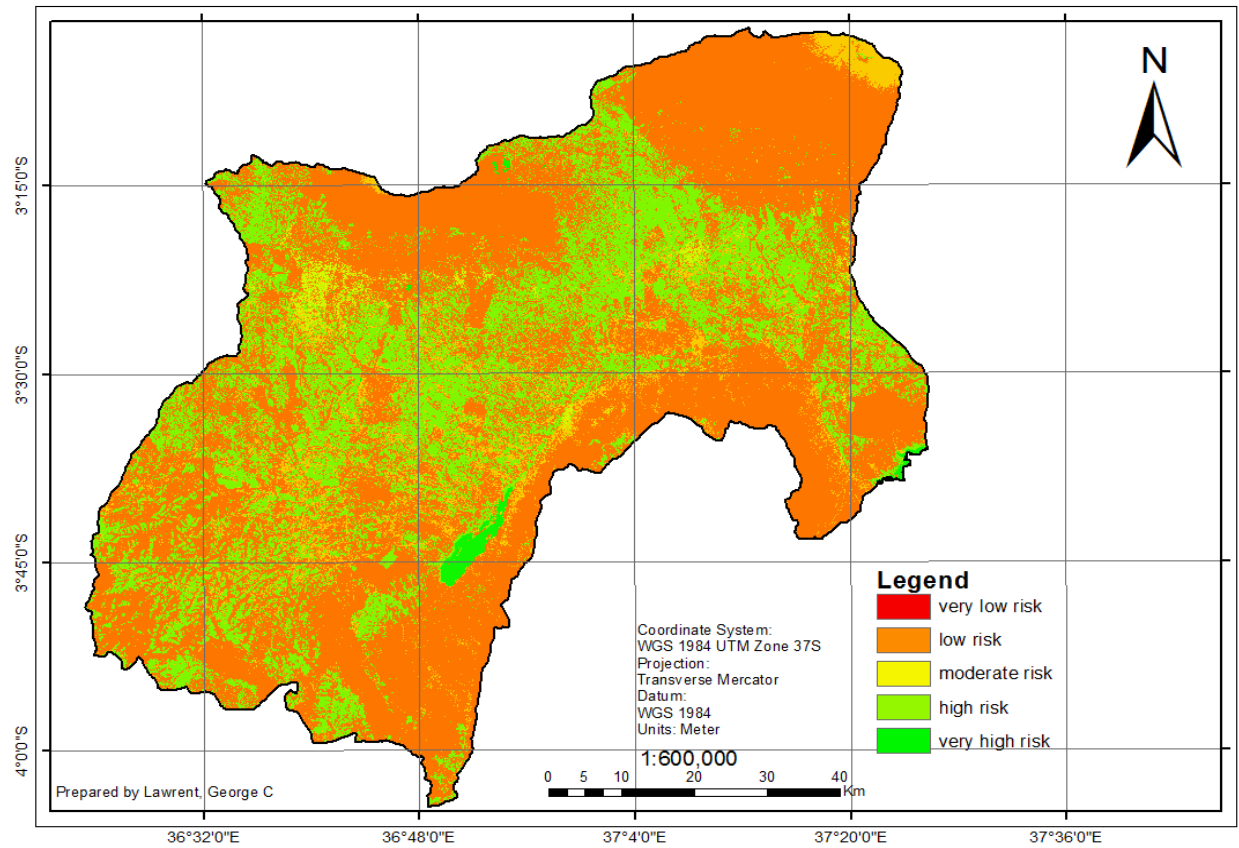 N
3°15'0"S
3°30'0"S
3°45'0"S
4°0'0"S
Legend
very low risk
low risk
moderate risk
high risk
very high risk
Coordinate System:
WGS 1984 UTM Zone 37S
Projection:
Transverse Mercator
Datum:
WGS 1984
Units: Meter
1:600,000
0 5 10 20 30 40
Km
Prepared by Lawrent, George C
36°32'0"E 36°48'0"E 37°4'0"E 37°20'0"E 37°36'0"E